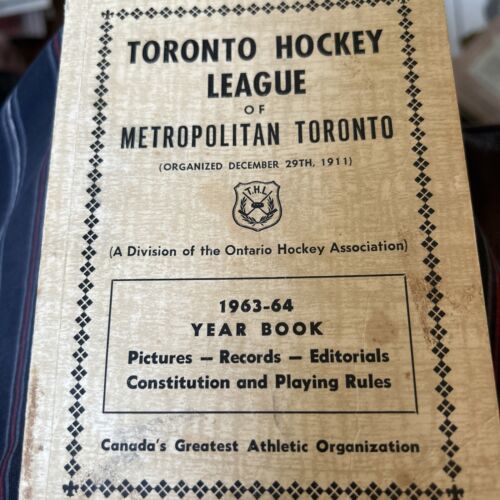 TORONTO HOCKEY
LEAGUE
OF
METROPOLITAN TORONTO
(ORGANIZED DECEMBER 29TH, 1911)
T.H.L.
(A Division of the Ontario Hockey Association)
1963-64
YEAR BOOK
Pictures — Records — Editorials
Constitution and Playing Rules
Canada's Greatest Athletic Organization